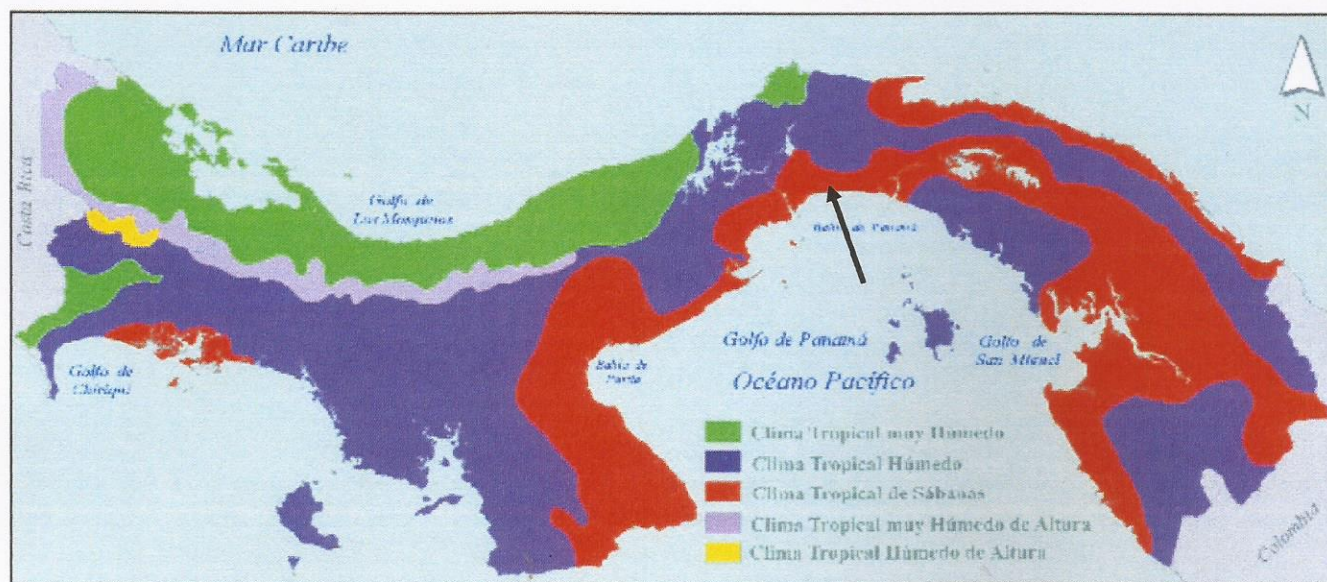 Mar Caribe
N
Costa Rica
Golfo de
Los Mosquitos
Bahía de Panamá
Golfo de
Chiriquí
Bahía de
Parita
Golfo de Panamá
Golfo de
San Miguel
Océano Pacífico
Clima Tropical muy Húmedo
Clima Tropical Húmedo
Clima Tropical de Sábanas
Clima Tropical muy Húmedo de Altura
Clima Tropical Húmedo de Altura
Colombia